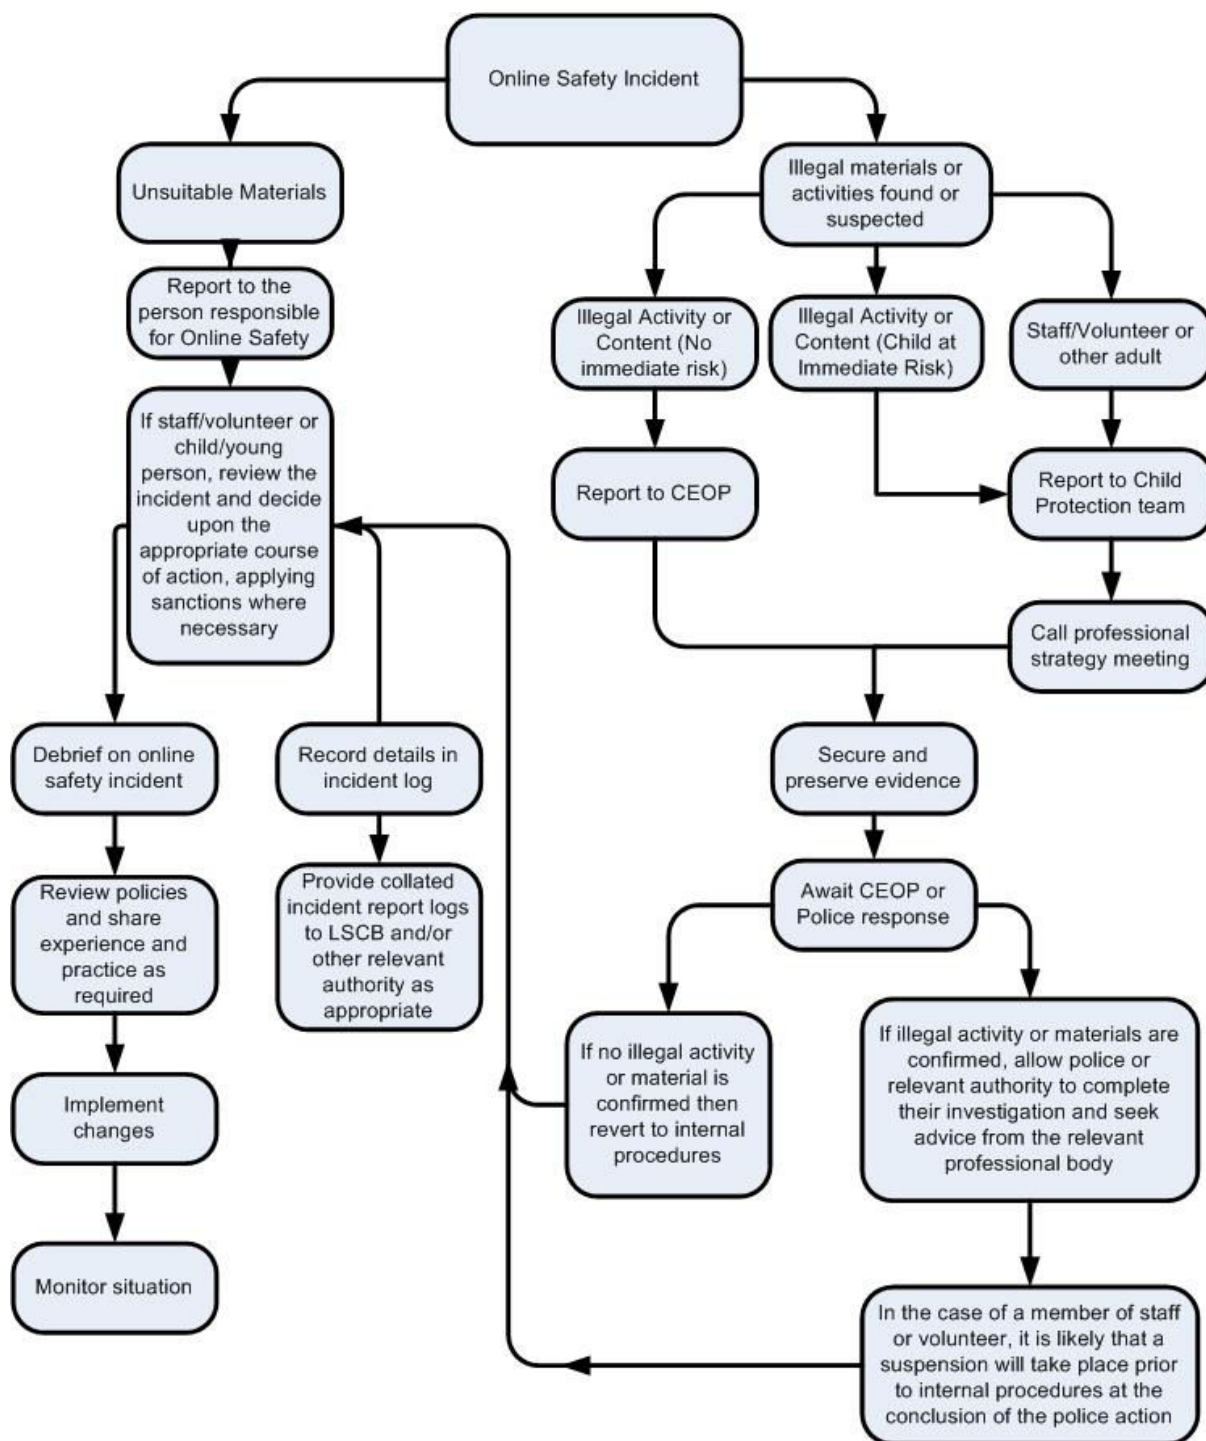 Online Safety Incident
Unsuitable Materials
Report to the
person responsible
for Online Safety
If staff/volunteer or
child/young
person, review the
incident and decide
upon the
appropriate course
of action, applying
sanctions where
necessary
Debrief on online
safety incident
Review policies
and share
experience and
practice as
required
Implement
changes
Monitor situation
Record details in
incident log
Provide collated
incident report logs
to LSCB and/or
other relevant
authority as
appropriate
Illegal materials or
activities found or
suspected
Illegal Activity or
Content (No
immediate risk)
Illegal Activity or
Content (Child at
Immediate Risk)
Staff/Volunteer or
other adult
Report to CEOP
Report to Child
Protection team
Call professional
strategy meeting
Secure and
preserve evidence
Await CEOP or
Police response
If no illegal activity
or material is
confirmed then
revert to internal
procedures
If illegal activity or materials are
confirmed, allow police or
relevant authority to complete
their investigation and seek
advice from the relevant
professional body
In the case of a member of staff
or volunteer, it is likely that a
suspension will take place prior
to internal procedures at the
conclusion of the police action